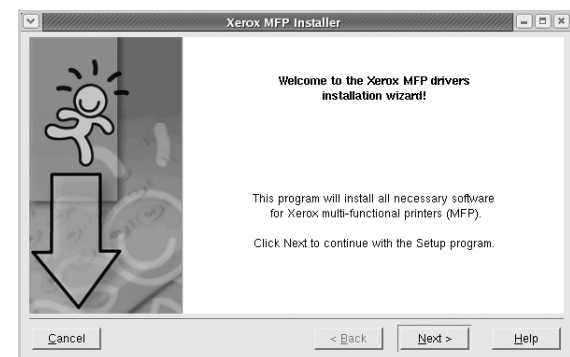 Xerox MFP Installer
Welcome to the Xerox MFP drivers
installation wizard!
This program will install all necessary software
for Xerox multi-functional printers (MFP).
Click Next to continue with the Setup program.
Cancel
< Back
Next >
Help